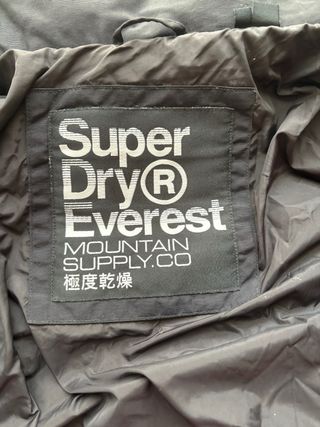 Super
Dry®
Everest
MOUNTAIN
SUPPLY.CO
極度乾燥